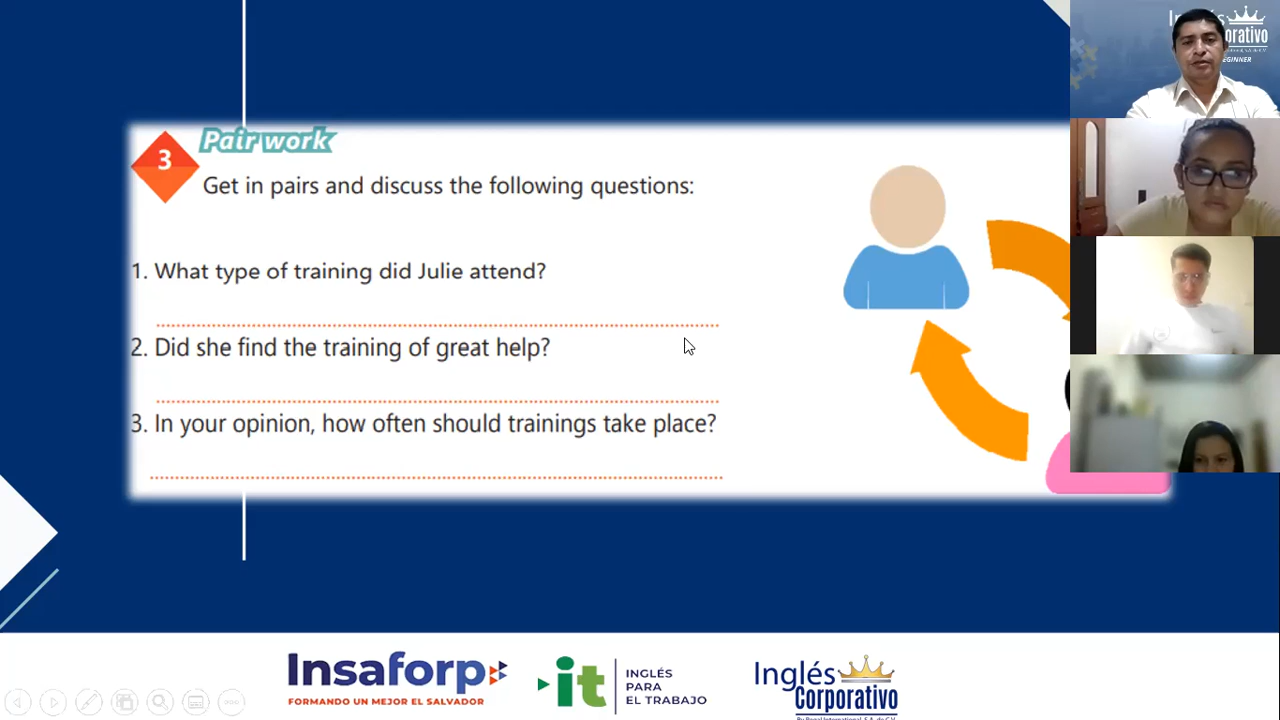 3
Pair work
Get in pairs and discuss the following questions:
1. What type of training did Julie attend?
2. Did she find the training of great help?
3. In your opinion, how often should trainings take place?
Insaforp
FORMANDO UN MEJOR EL SALVADOR
it
INGLÉS
PARA
EL TRABAJO
Inglés
Corporativo